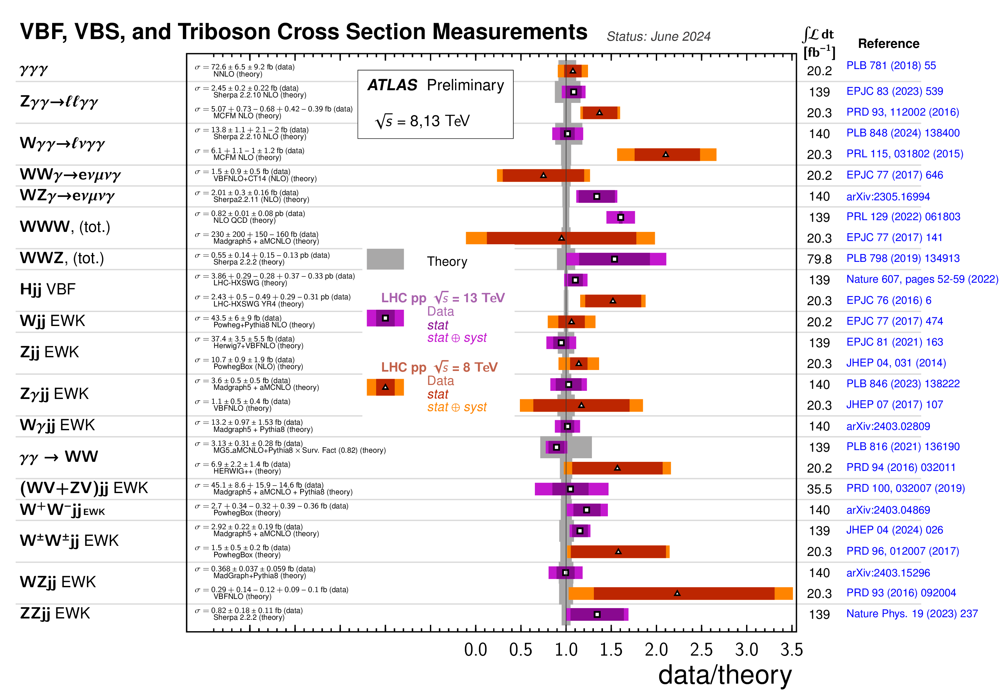 VBF, VBS, and Triboson Cross Section Measurements Status: June 2024
∫ℒ dt [fb⁻¹] Reference
γγγ
σ = 72.6 ± 6.5 ± 9.2 fb (data)
NNLO (theory)
20.2 PLB 781 (2018) 55
Zγγ→ℓℓγγ
σ = 2.45 ± 0.2 ± 0.22 fb (data)
Sherpa 2.2.10 NLO (theory)
139 EPJC 83 (2023) 539
σ = 5.07 + 0.73 − 0.68 + 0.42 − 0.39 fb (data)
MCFM NLO (theory)
20.3 PRD 93, 112002 (2016)
Wγγ→ℓνγγ
σ = 13.8 ± 1.1 + 2.1 − 2 fb (data)
Sherpa 2.2.10 NLO (theory)
140 PLB 848 (2024) 138400
σ = 6.1 + 1.1 − 1 ± 1.2 fb (data)
MCFM NLO (theory)
20.3 PRL 115, 031802 (2015)
WWγ→eνμνγ
σ = 1.5 ± 0.9 ± 0.5 fb (data)
VBFNLO+CT14 (NLO) (theory)
20.2 EPJC 77 (2017) 646
WZγ→eνμνγ
σ = 2.01 ± 0.3 ± 0.16 fb (data)
Sherpa2.2.11 (NLO) (theory)
140 arXiv:2305.16994
WWW, (tot.)
σ = 0.82 ± 0.01 ± 0.08 pb (data)
NLO QCD (theory)
139 PRL 129 (2022) 061803
σ = 230 ± 200 + 150 − 160 fb (data)
Madgraph5 + aMCNLO (theory)
20.3 EPJC 77 (2017) 141
WWZ, (tot.)
σ = 0.55 ± 0.14 + 0.15 − 0.13 pb (data)
Sherpa 2.2.2 (theory)
79.8 PLB 798 (2019) 134913
Hjj VBF
σ = 3.86 + 0.29 − 0.28 + 0.37 − 0.33 pb (data)
LHC-HXSWG (theory)
139 Nature 607, pages 52-59 (2022)
σ = 2.43 + 0.5 − 0.49 + 0.29 − 0.31 pb (data)
LHC-HXSWG YR4 (theory)
20.3 EPJC 76 (2016) 6
Wjj EWK
σ = 43.5 ± 6 ± 9 fb (data)
Powheg+Pythia8 NLO (theory)
20.2 EPJC 77 (2017) 474
Zjj EWK
σ = 37.4 ± 3.5 ± 5.5 fb (data)
Herwig7+VBFNLO (theory)
139 EPJC 81 (2021) 163
σ = 10.7 ± 0.9 ± 1.9 fb (data)
PowhegBox (NLO) (theory)
20.3 JHEP 04, 031 (2014)
Zγjj EWK
σ = 3.6 ± 0.5 ± 0.5 fb (data)
Madgraph5 + aMCNLO (theory)
140 PLB 846 (2023) 138222
σ = 1.1 ± 0.5 ± 0.4 fb (data)
VBFNLO (theory)
20.3 JHEP 07 (2017) 107
Wγjj EWK
σ = 13.2 ± 0.97 ± 1.53 fb (data)
Madgraph5 + Pythia8 (theory)
140 arXiv:2403.02809
γγ → WW
σ = 3.13 ± 0.31 ± 0.28 fb (data)
MG5_aMCNLO+Pythia8 × Surv. Fact (0.82) (theory)
139 PLB 816 (2021) 136190
σ = 6.9 ± 2.2 ± 1.4 fb (data)
HERWIG++ (theory)
20.2 PRD 94 (2016) 032011
(WV+ZV)jj EWK
σ = 45.1 ± 8.6 + 15.9 − 14.6 fb (data)
Madgraph5 + aMCNLO + Pythia8 (theory)
35.5 PRD 100, 032007 (2019)
W⁺W⁻jj EWK
σ = 2.7 + 0.34 − 0.32 + 0.39 − 0.36 fb (data)
PowhegBox (theory)
140 arXiv:2403.04869
W±W±jj EWK
σ = 2.92 ± 0.22 ± 0.19 fb (data)
Madgraph5 + aMCNLO (theory)
139 JHEP 04 (2024) 026
σ = 1.5 ± 0.5 ± 0.2 fb (data)
PowhegBox (theory)
20.3 PRD 96, 012007 (2017)
WZjj EWK
σ = 0.368 ± 0.037 ± 0.059 fb (data)
MadGraph+Pythia8 (theory)
140 arXiv:2403.15296
σ = 0.29 + 0.14 − 0.12 + 0.09 − 0.1 fb (data)
VBFNLO (theory)
20.3 PRD 93 (2016) 092004
ZZjj EWK
σ = 0.82 ± 0.18 ± 0.11 fb (data)
Sherpa 2.2.2 (theory)
139 Nature Phys. 19 (2023) 237
ATLAS Preliminary
√s = 8,13 TeV
Theory
LHC pp √s = 13 TeV
Data
stat
stat ⊕ syst
LHC pp √s = 8 TeV
Data
stat
stat ⊕ syst
0.0 0.5 1.0 1.5 2.0 2.5 3.0 3.5
data/theory